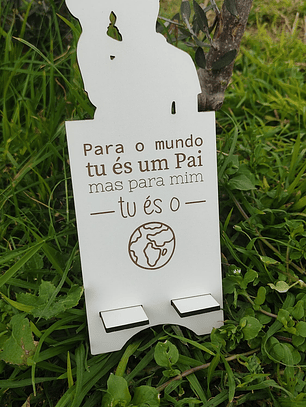 Para o mundo
tu és um Pai
mas para mim
tu és o